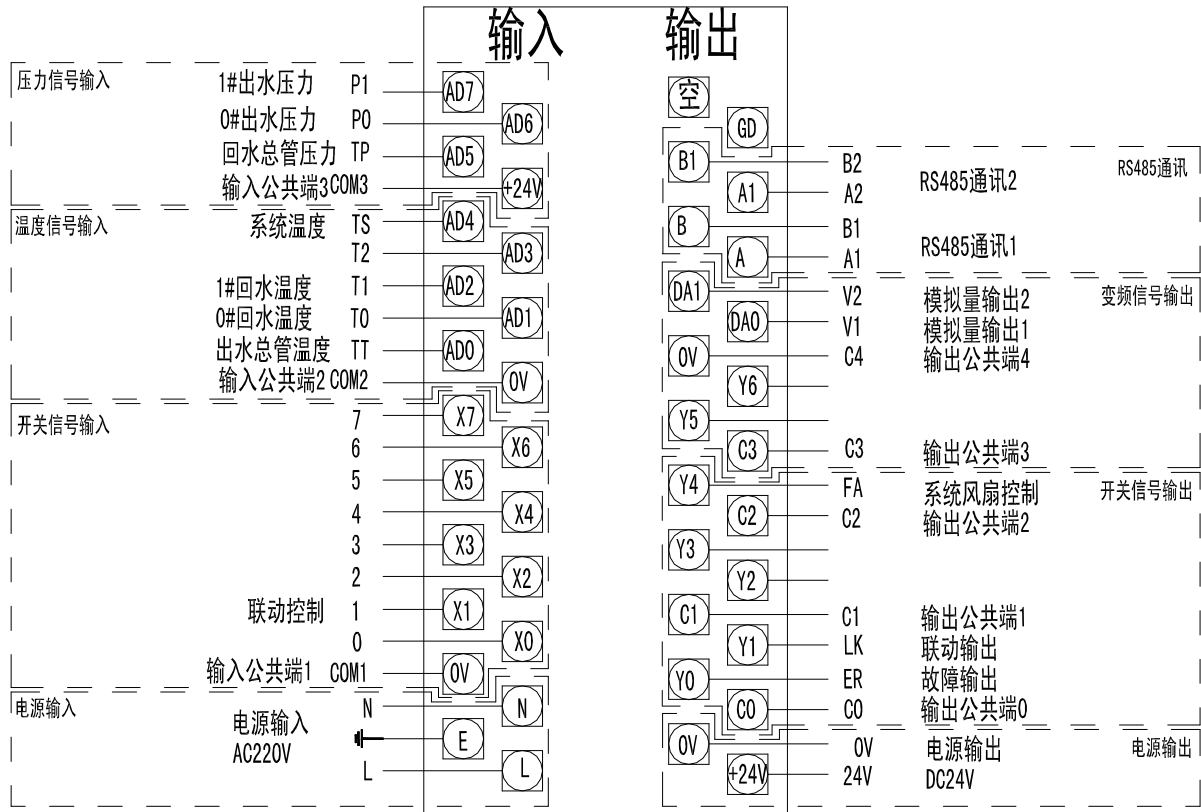 输入 输出
压力信号输入
1#出水压力 P1 AD7
0#出水压力 P0 AD6
回水总管压力 TP AD5
输入公共端3 COM3 +24V
温度信号输入
系统温度 TS AD4
T2 AD3
1#回水温度 T1 AD2
0#回水温度 T0 AD1
出水总管温度 TT AD0
输入公共端2 COM2 0V
开关信号输入
7 X7
6 X6
5 X5
4 X4
3 X3
2 X2
联动控制 1 X1
0 X0
输入公共端1 COM1 0V
电源输入
N N
电源输入
AC220V
E
L L
空
GD
RS485通讯
B1 B2
RS485通讯2
A1 A2
B B1
RS485通讯1
A A1
变频信号输出
DA1 V2 模拟量输出2
DA0 V1 模拟量输出1
0V C4 输出公共端4
Y6
Y5
C3 C3 输出公共端3
开关信号输出
Y4 FA 系统风扇控制
C2 C2 输出公共端2
Y3
Y2
C1 C1 输出公共端1
Y1 LK 联动输出
Y0 ER 故障输出
C0 C0 输出公共端0
电源输出
0V 0V 电源输出
+24V 24V DC24V